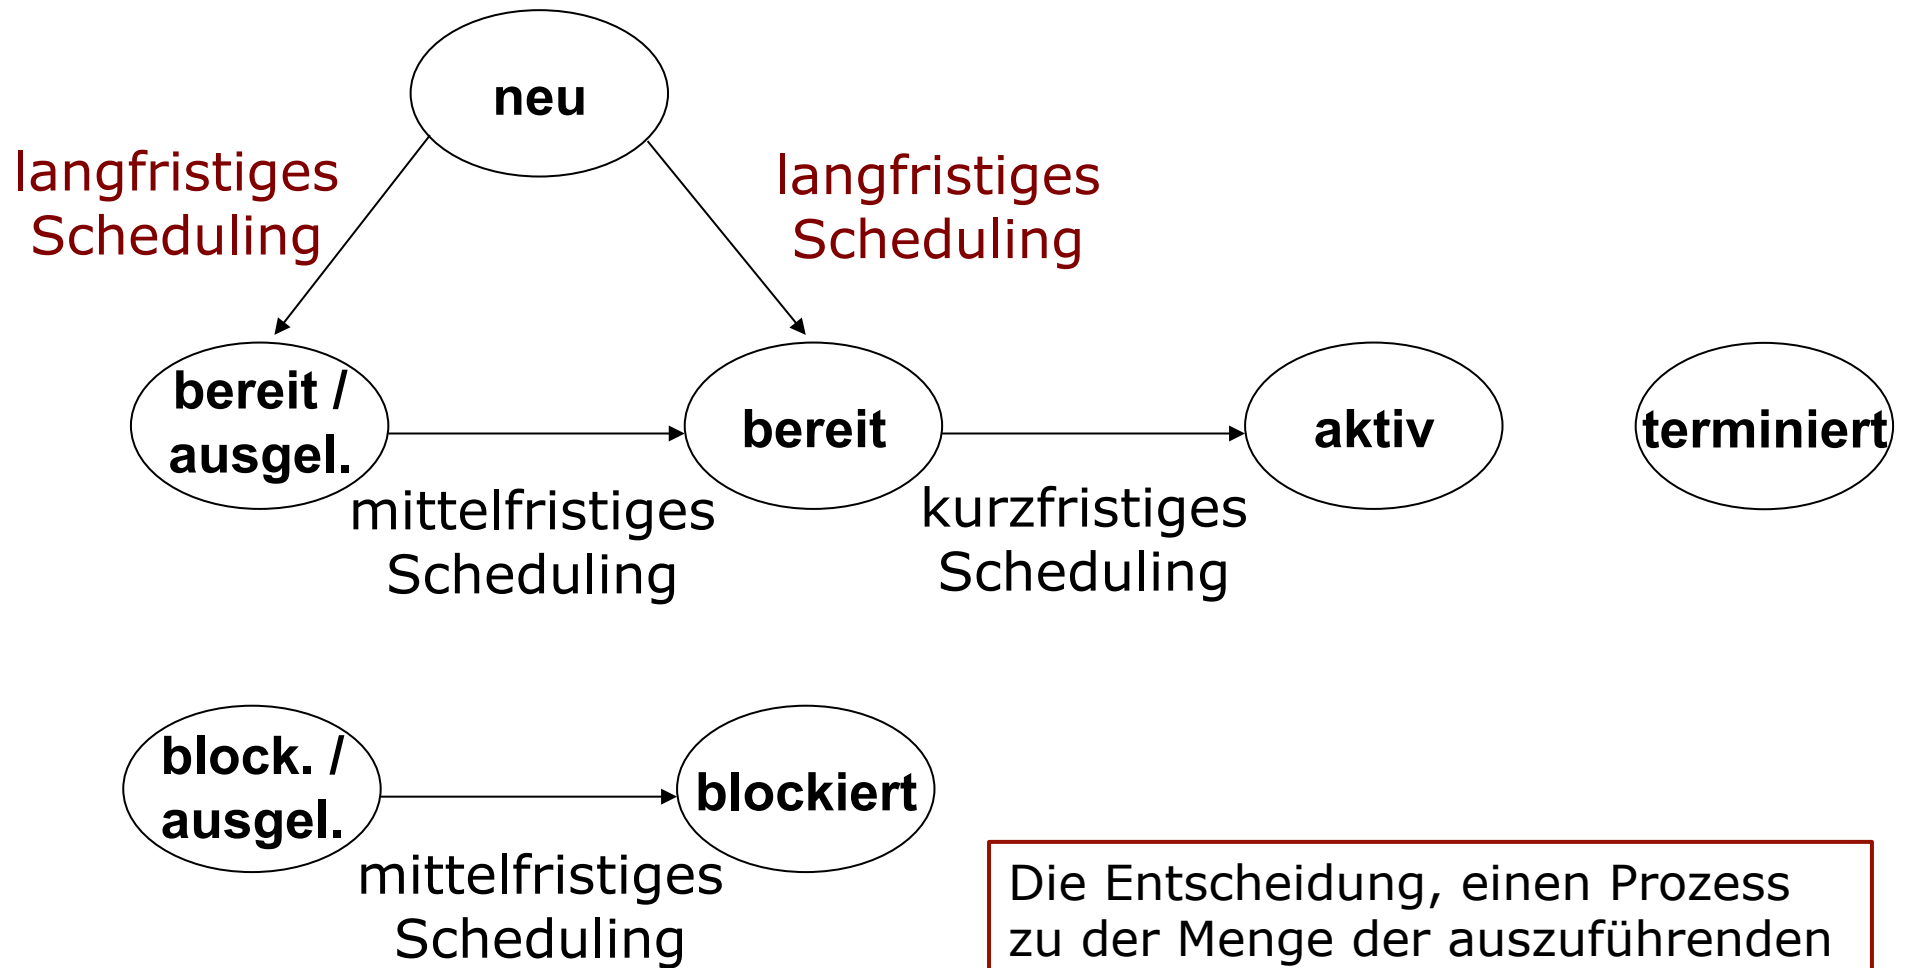 neu
langfristiges
Scheduling
langfristiges
Scheduling
bereit /
ausgel.
bereit
aktiv
terminiert
mittelfristiges
Scheduling
kurzfristiges
Scheduling
block. /
ausgel.
blockiert
mittelfristiges
Scheduling
Die Entscheidung, einen Prozess
zu der Menge der auszuführenden